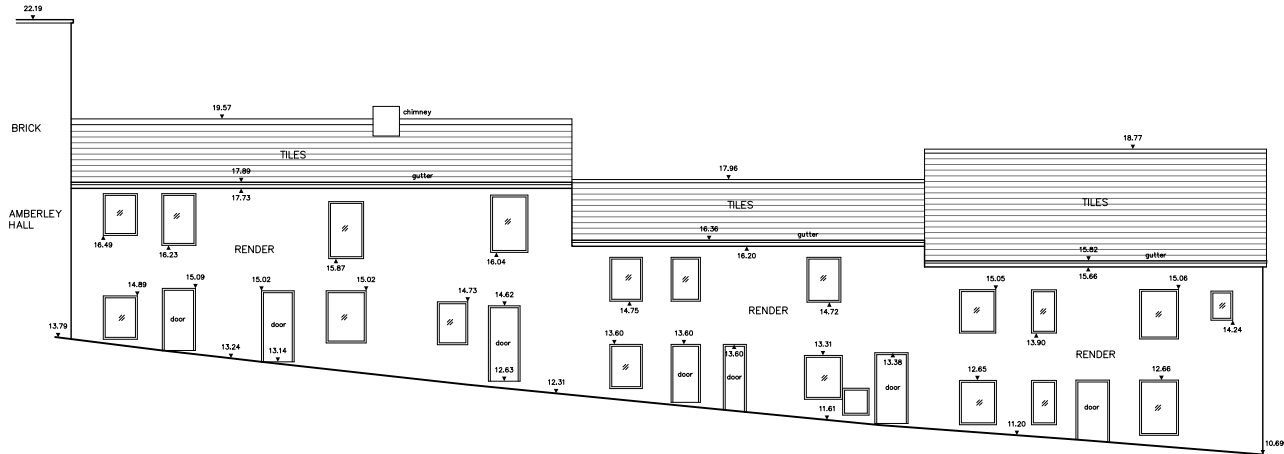 22.19
19.57
chimney
BRICK
18.77
TILES
17.89
gutter
17.96
17.73
TILES
TILES
AMBERLEY
HALL
16.49
16.23
RENDER
15.87
16.04
16.36
gutter
16.20
15.82
gutter
15.66
14.89
15.09
15.02
15.02
14.73
14.62
14.75
14.72
RENDER
15.05
15.06
14.24
13.90
13.79
door
door
door
13.24
13.14
12.63
12.31
13.60
13.60
13.60
13.31
13.38
door
door
door
RENDER
12.65
12.66
door
11.61
11.20
10.69